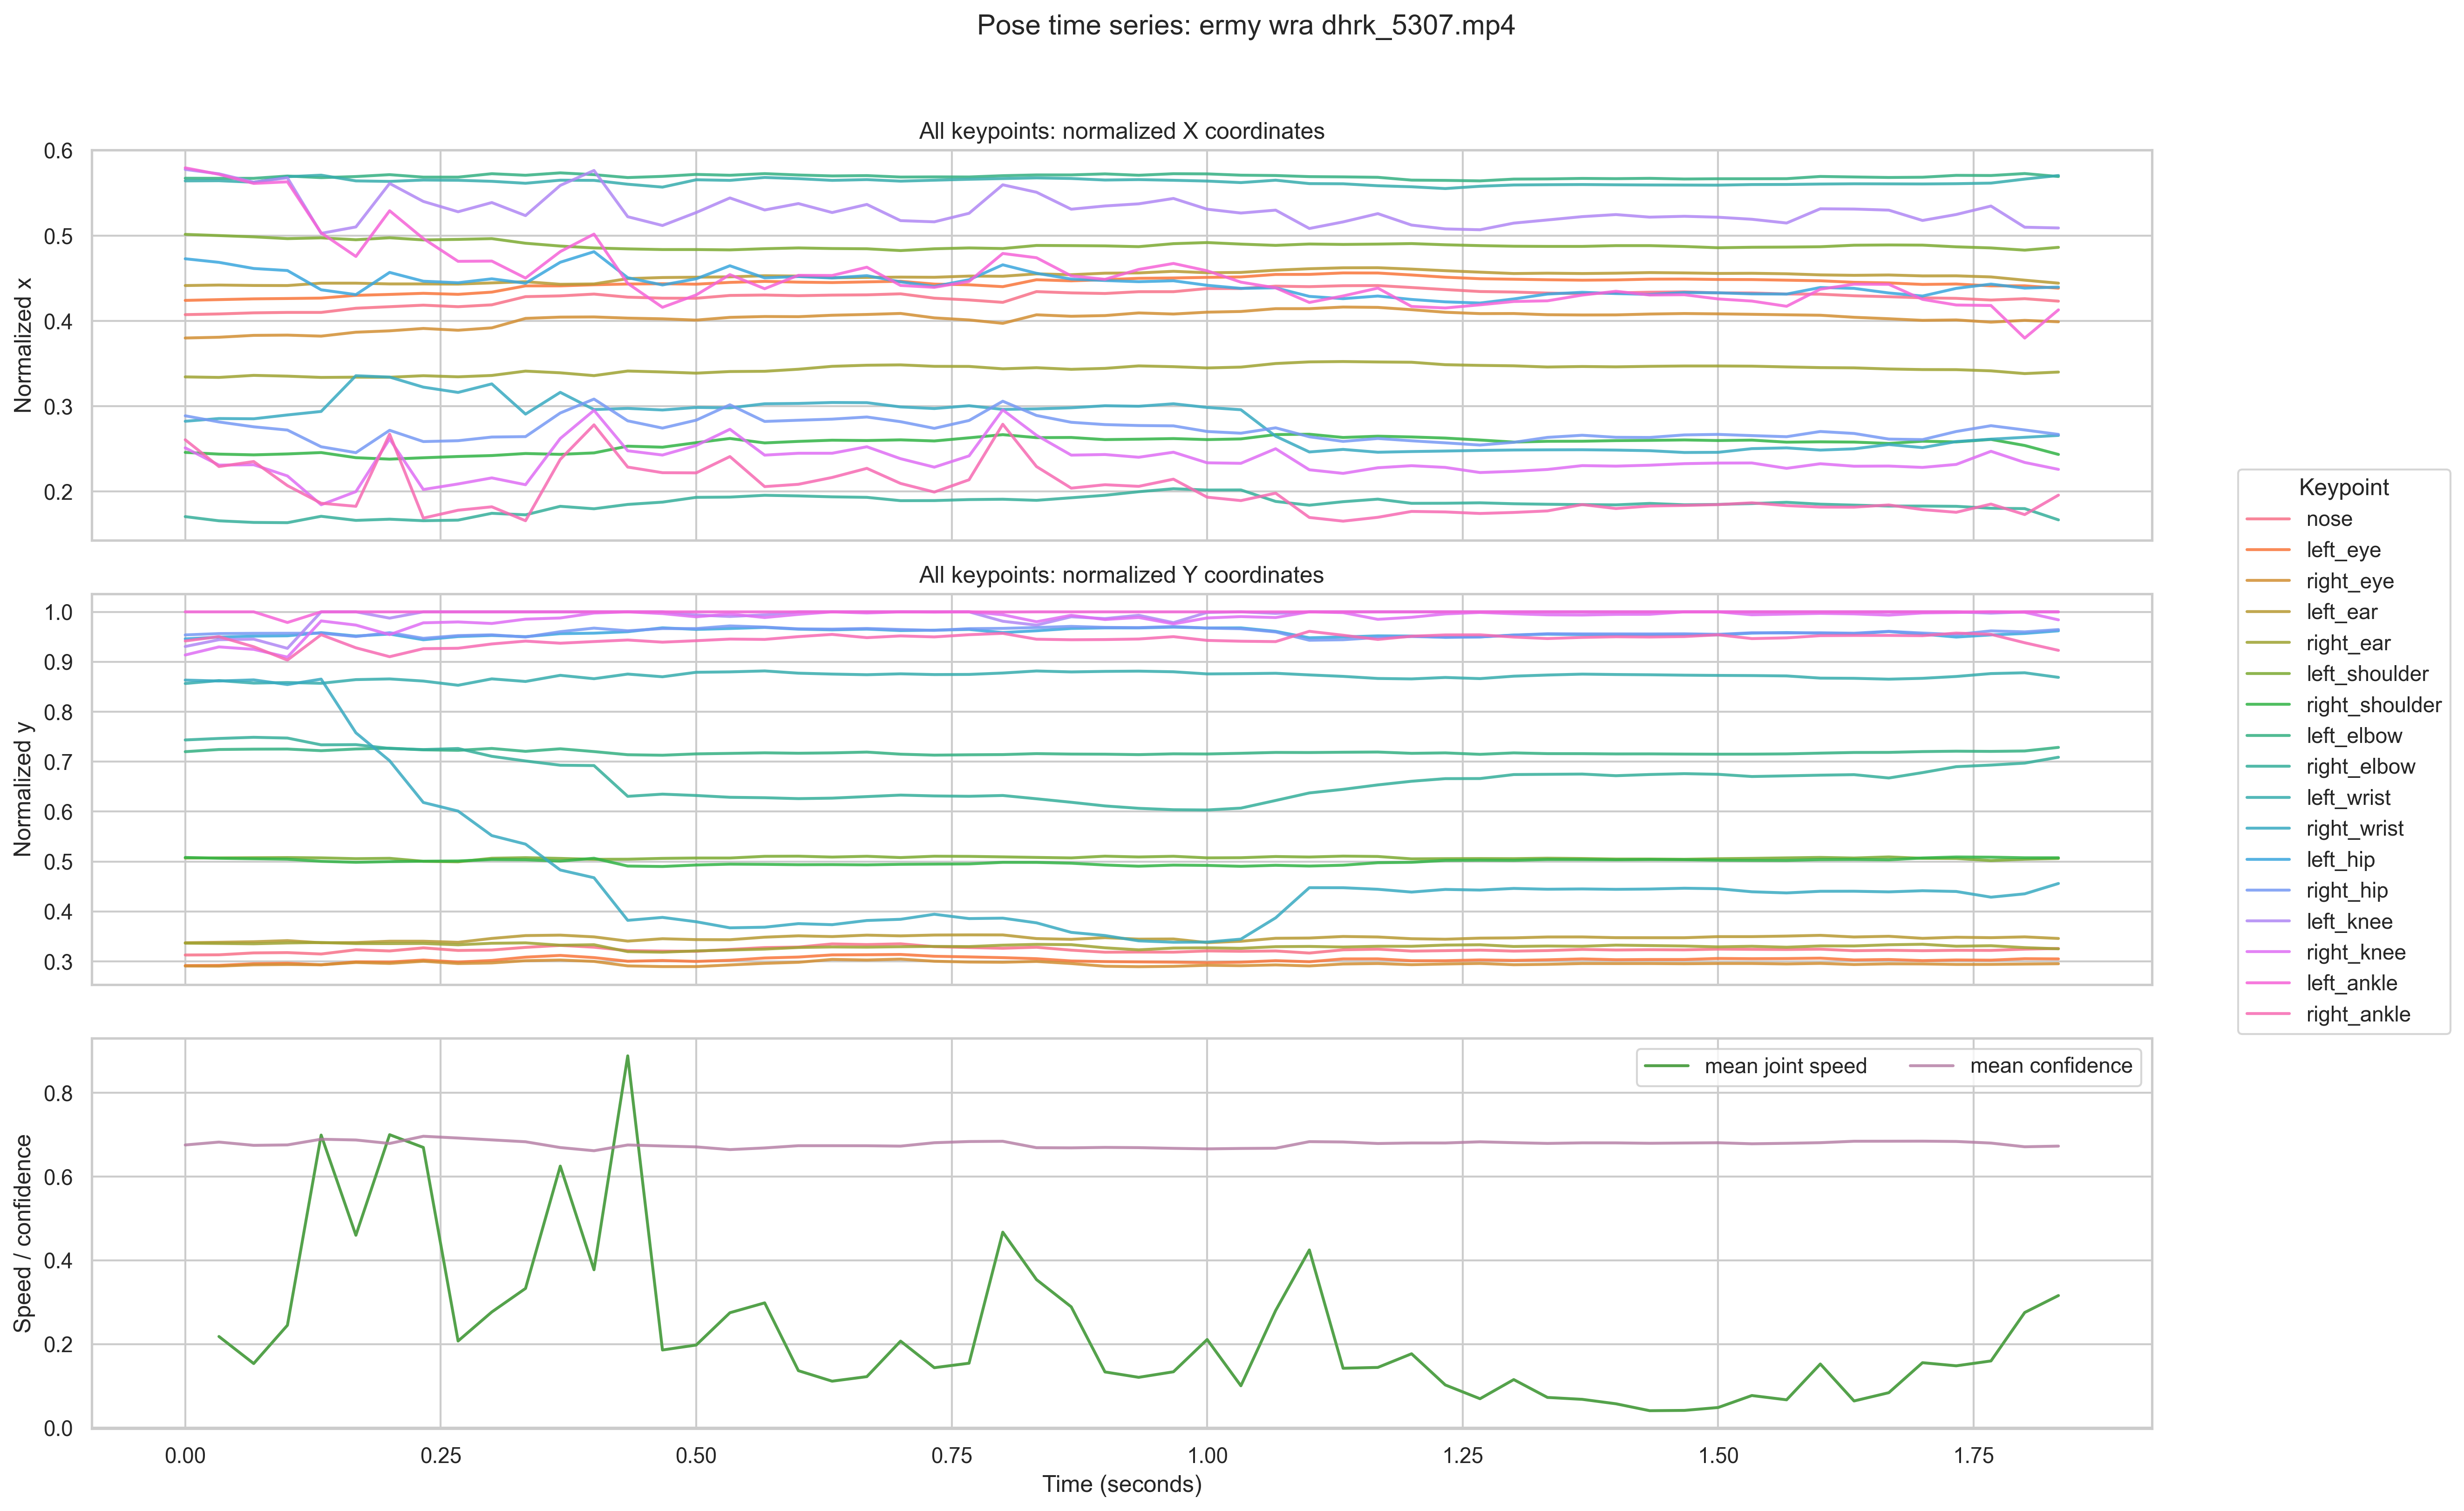 Pose time series: ermy wra dhrk_5307.mp4
All keypoints: normalized X coordinates
Normalized x
0.6
0.5
0.4
0.3
0.2
All keypoints: normalized Y coordinates
Normalized y
1.0
0.9
0.8
0.7
0.6
0.5
0.4
0.3
Keypoint
nose
left_eye
right_eye
left_ear
right_ear
left_shoulder
right_shoulder
left_elbow
right_elbow
left_wrist
right_wrist
left_hip
right_hip
left_knee
right_knee
left_ankle
right_ankle
mean joint speed mean confidence
Speed / confidence
0.8
0.6
0.4
0.2
0.0
0.00 0.25 0.50 0.75 1.00 1.25 1.50 1.75
Time (seconds)